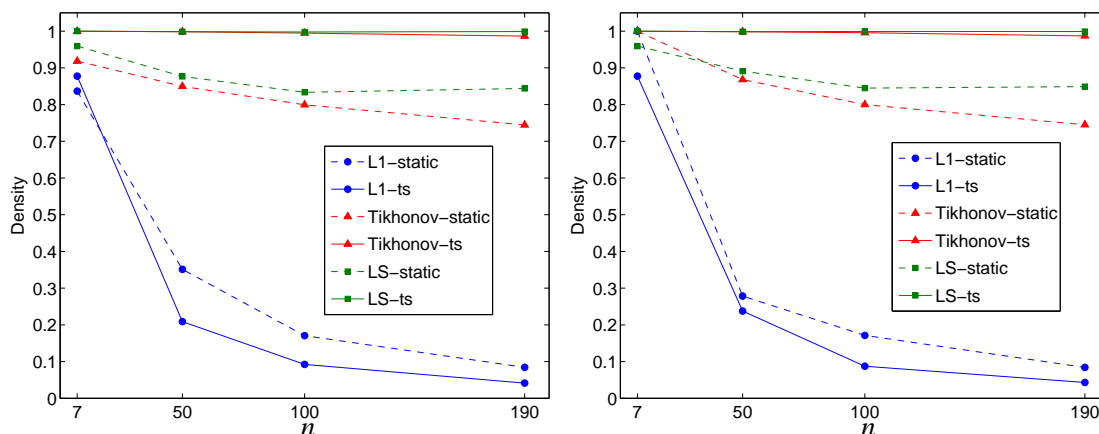 1
0.9
0.8
0.7
0.6
0.5
0.4
0.3
0.2
0.1
0
Density
7
50
100
190
n
L1−static
L1−ts
Tikhonov−static
Tikhonov−ts
LS−static
LS−ts
1
0.9
0.8
0.7
0.6
0.5
0.4
0.3
0.2
0.1
0
Density
7
50
100
190
n
L1−static
L1−ts
Tikhonov−static
Tikhonov−ts
LS−static
LS−ts